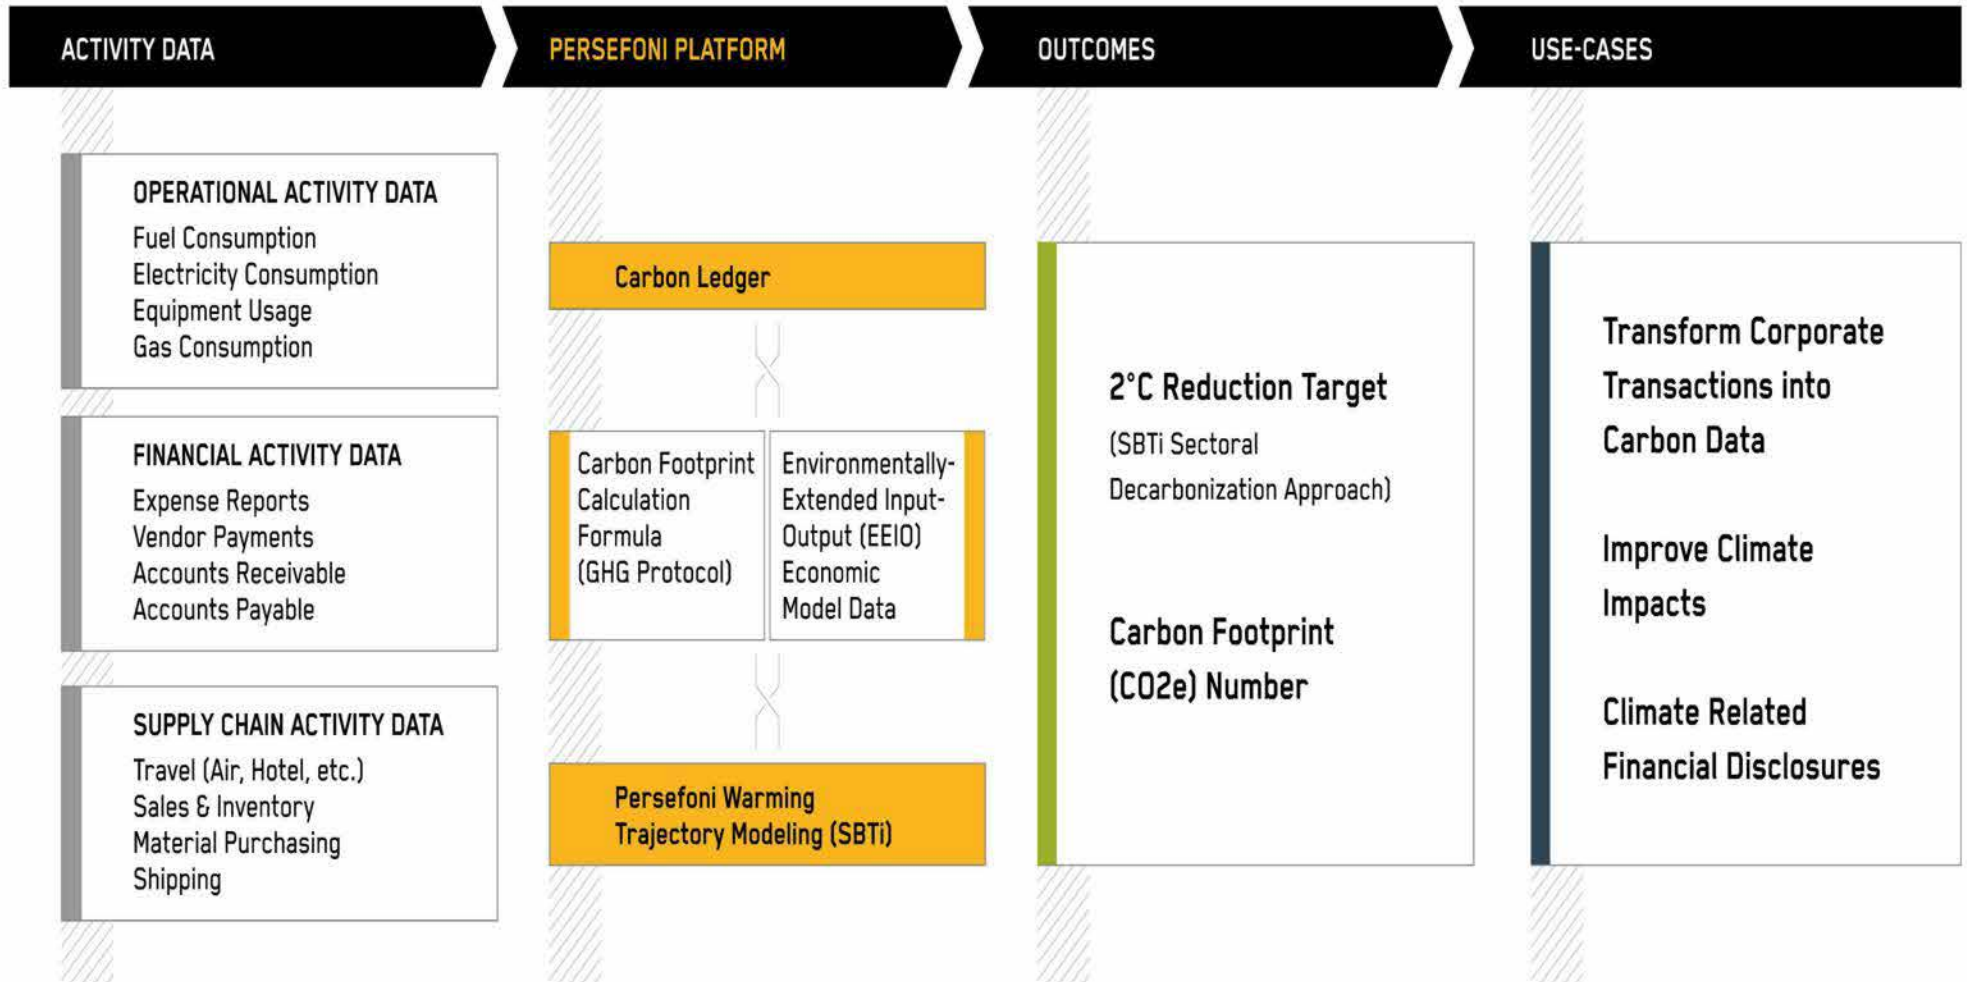 ACTIVITY DATA
PERSEFONI PLATFORM
OUTCOMES
USE-CASES
OPERATIONAL ACTIVITY DATA
Fuel Consumption
Electricity Consumption
Equipment Usage
Gas Consumption
FINANCIAL ACTIVITY DATA
Expense Reports
Vendor Payments
Accounts Receivable
Accounts Payable
SUPPLY CHAIN ACTIVITY DATA
Travel (Air, Hotel, etc.)
Sales & Inventory
Material Purchasing
Shipping
Carbon Ledger
Carbon Footprint
Calculation
Formula
(GHG Protocol)
Environmentally-
Extended Input-
Output (EEIO)
Economic
Model Data
Persefoni Warming
Trajectory Modeling (SBTi)
2°C Reduction Target
(SBTi Sectoral
Decarbonization Approach)
Carbon Footprint
(CO2e) Number
Transform Corporate
Transactions into
Carbon Data
Improve Climate
Impacts
Climate Related
Financial Disclosures